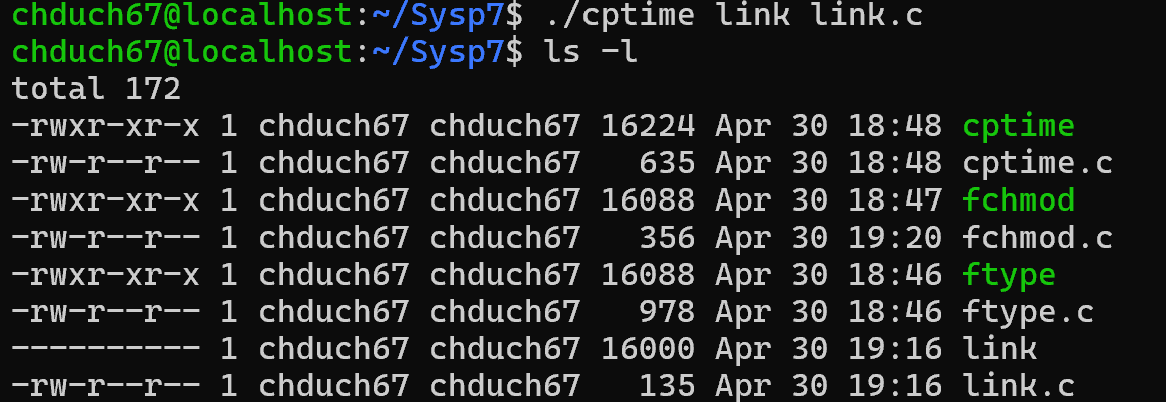 chduch67@localhost:~/Sysp7$ ./cptime link link.c
chduch67@localhost:~/Sysp7$ ls -l
total 172
-rwxr-xr-x 1 chduch67 chduch67 16224 Apr 30 18:48 cptime
-rw-r--r-- 1 chduch67 chduch67   635 Apr 30 18:48 cptime.c
-rwxr-xr-x 1 chduch67 chduch67 16088 Apr 30 18:47 fchmod
-rw-r--r-- 1 chduch67 chduch67   356 Apr 30 19:20 fchmod.c
-rwxr-xr-x 1 chduch67 chduch67 16088 Apr 30 18:46 ftype
-rw-r--r-- 1 chduch67 chduch67   978 Apr 30 18:46 ftype.c
---------- 1 chduch67 chduch67 16000 Apr 30 19:16 link
-rw-r--r-- 1 chduch67 chduch67   135 Apr 30 19:16 link.c